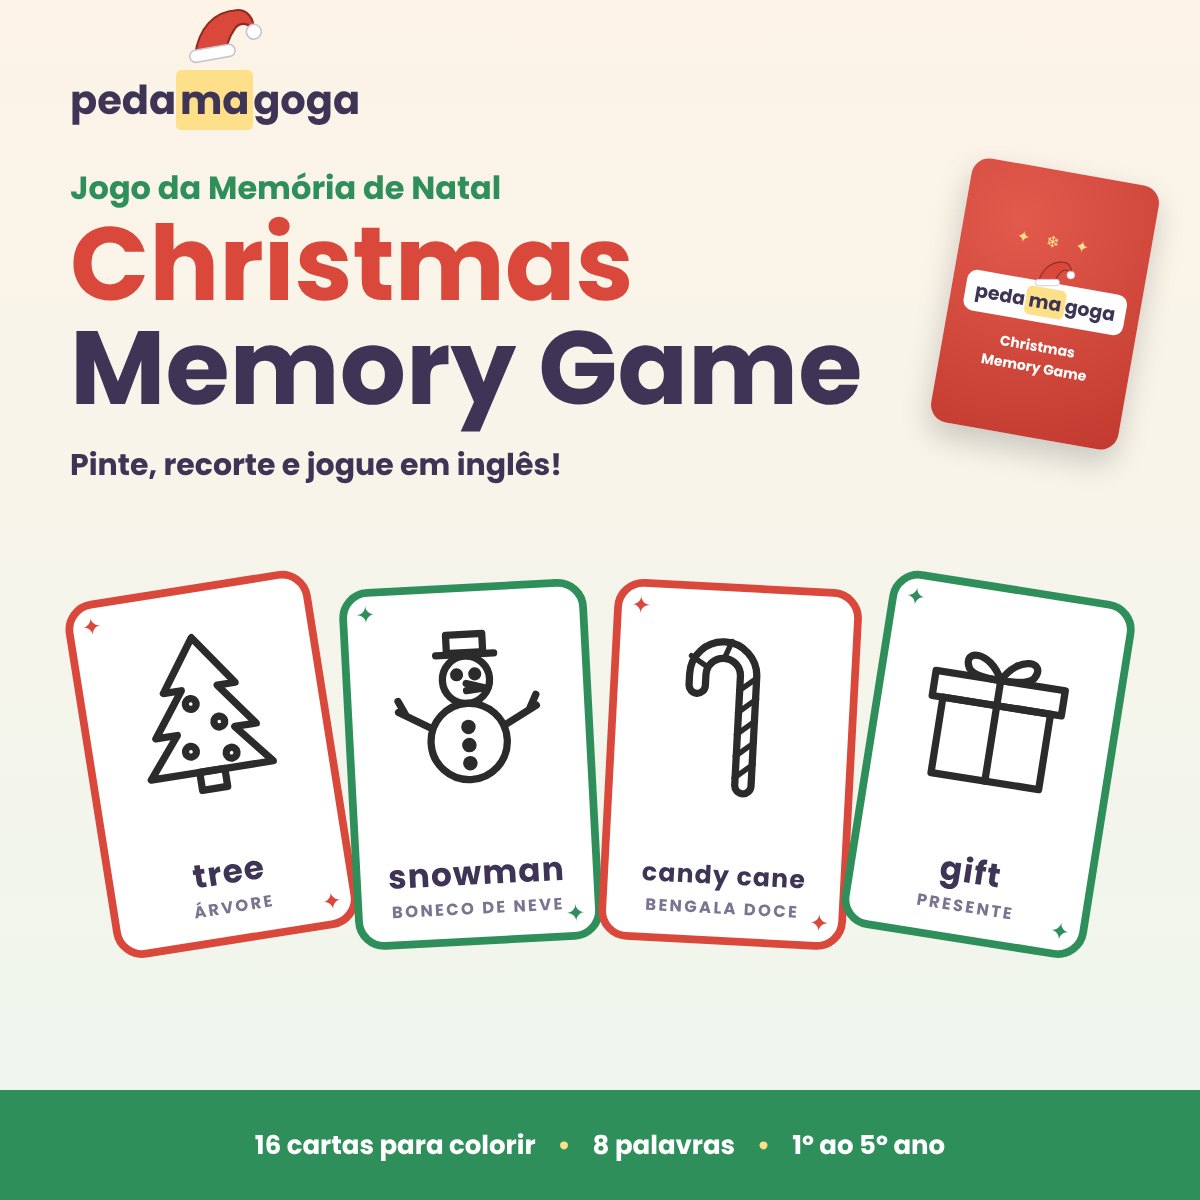 pedamagoga
Jogo da Memória de Natal
Christmas
Memory Game
Pinte, recorte e jogue em inglês!
pedamagoga
Christmas
Memory Game
tree
ÁRVORE
snowman
BONECO DE NEVE
candy cane
BENGALA DOCE
gift
PRESENTE
16 cartas para colorir • 8 palavras • 1º ao 5º ano